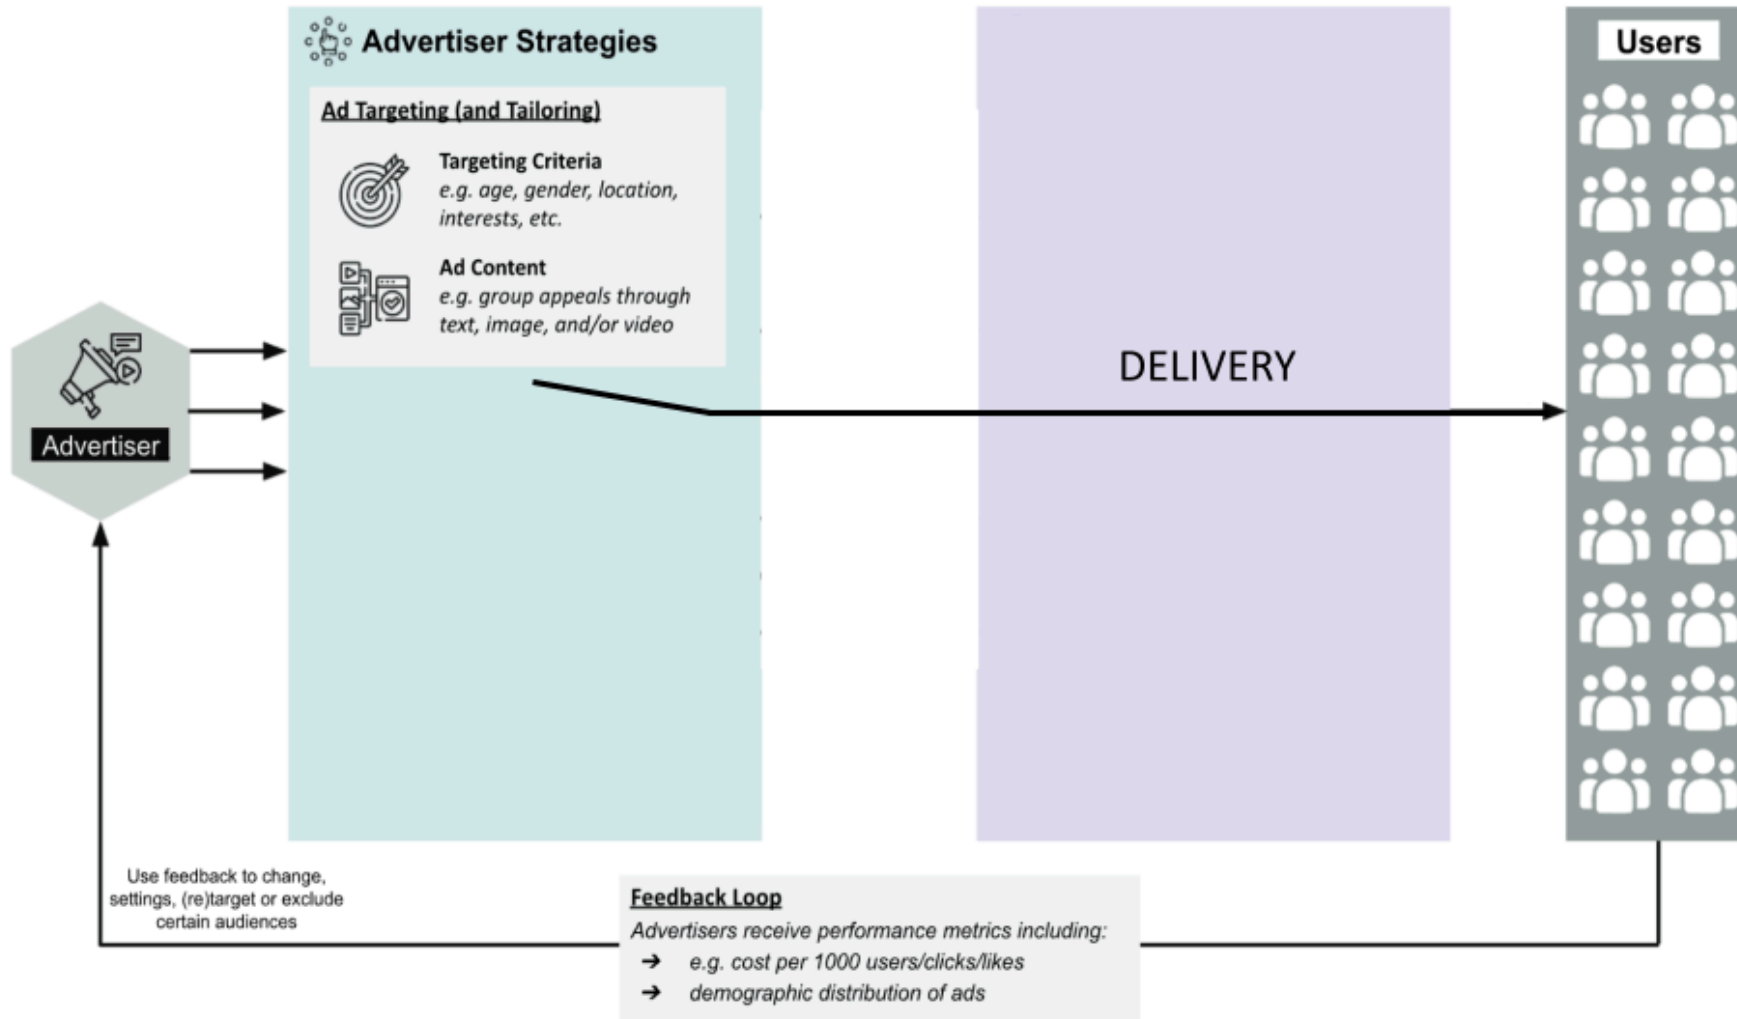 Advertiser Strategies
Users
Ad Targeting (and Tailoring)
Targeting Criteria
e.g. age, gender, location,
interests, etc.
Ad Content
e.g. group appeals through
text, image, and/or video
Advertiser
DELIVERY
Use feedback to change,
settings, (re)target or exclude
certain audiences
Feedback Loop
Advertisers receive performance metrics including:
➔ e.g. cost per 1000 users/clicks/likes
➔ demographic distribution of ads